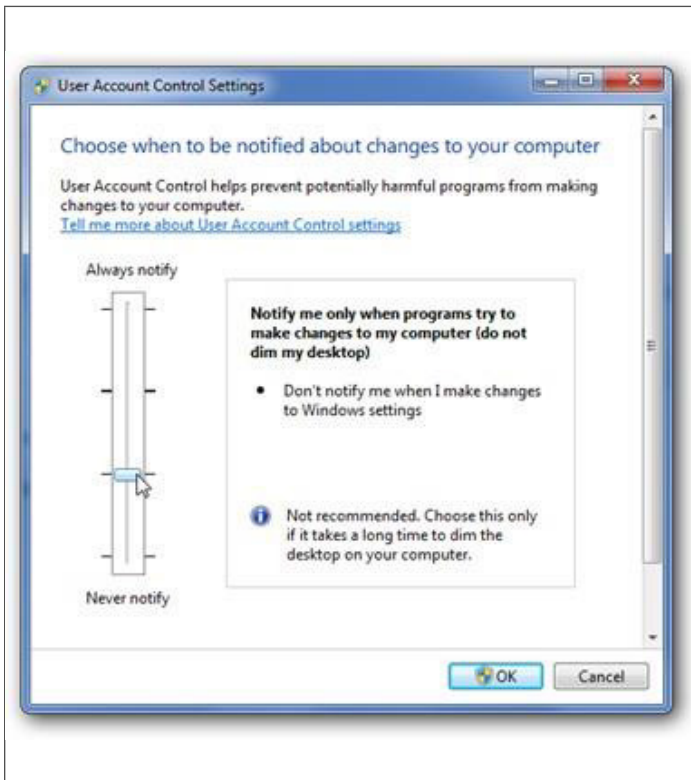 User Account Control Settings
Choose when to be notified about changes to your computer
User Account Control helps prevent potentially harmful programs from making
changes to your computer.
Tell me more about User Account Control settings
Always notify
Notify me only when programs try to
make changes to my computer (do not
dim my desktop)
• Don't notify me when I make changes
to Windows settings
Not recommended. Choose this only
if it takes a long time to dim the
desktop on your computer.
Never notify
OK
Cancel